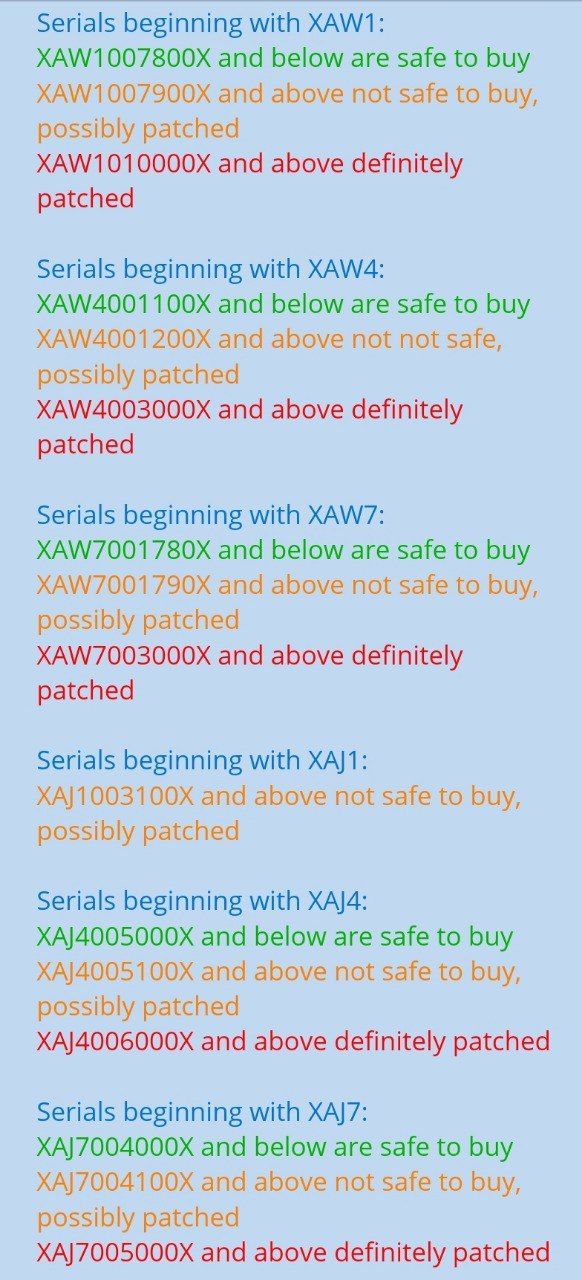 Serials beginning with XAW1:
XAW1007800X and below are safe to buy
XAW1007900X and above not safe to buy,
possibly patched
XAW1010000X and above definitely
patched
Serials beginning with XAW4:
XAW4001100X and below are safe to buy
XAW4001200X and above not not safe,
possibly patched
XAW4003000X and above definitely
patched
Serials beginning with XAW7:
XAW7001780X and below are safe to buy
XAW7001790X and above not safe to buy,
possibly patched
XAW7003000X and above definitely
patched
Serials beginning with XAJ1:
XAJ1003100X and above not safe to buy,
possibly patched
Serials beginning with XAJ4:
XAJ4005000X and below are safe to buy
XAJ4005100X and above not safe to buy,
possibly patched
XAJ4006000X and above definitely patched
Serials beginning with XAJ7:
XAJ7004000X and below are safe to buy
XAJ7004100X and above not safe to buy,
possibly patched
XAJ7005000X and above definitely patched